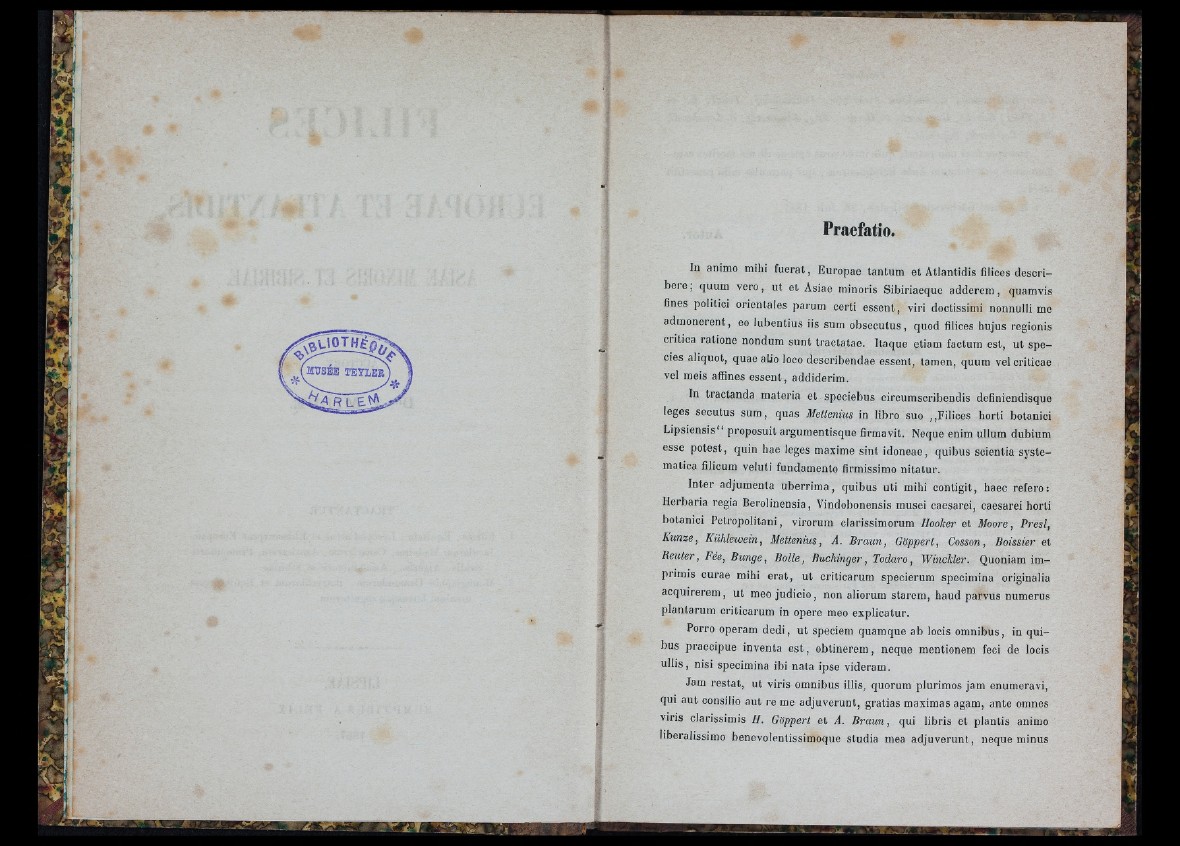 BIBLIOTHÈQUE
MUSÉE TEYLER
HARLEM
Praefatio.
In animo mihi fuerat, Europae tantum et Atlantidis filices descri-
bere; quum vero, ut et Asiae minoris Sibiriaeque adderem, quamvis
fines politici orientales parum certi essent, viri doctissimi nonnulli me
admonerent, eo lubentius iis sum obsecutus, quod filices hujus regionis
critica ratione nondum sunt tractatae. Itaque etiam factum est, ut spe-
cies aliquot, quae alio loco describendae essent, tamen, quum vel criticae
vel meis affines essent, addiderim.
In tractanda materia et speciebus circumscribendis definiendisque
leges secutus sum, quas Mettenius in libro suo „Filices horti botanici
Lipsiensis“ proposuit argumentisque firmavit. Neque enim ullum dubium
esse potest, quin hae leges maxime sint idoneae, quibus scientia syste-
matica filicum veluti fundamento firmissimo nitatur.
Inter adjumenta uberrima, quibus uti mihi contigit, haec refero:
Herbaria regia Berolinensia, Vindobonensis musei caesarei, caesarei horti
botanici Petropolitani, virorum clarissimorum Hooker et Moore, Presl,
Kunze, Kühlewein, Mettenius, A. Braun, Göppert, Cosson, Boissier et
Reuter, Fée, Bunge, Bolle, Buchinger, Todaro, Winckler. Quoniam im-
primis curae mihi erat, ut criticarum specierum specimina originalia
acquirerem, ut meo judicio, non aliorum starem, haud parvus numerus
plantarum criticarum in opere meo explicatur.
Porro operam dedi, ut speciem quamque ab locis omnibus, in qui-
bus praecipue inventa est, obtinerem, neque mentionem feci de locis
ullis, nisi specimina ibi nata ipse videram.
Jam restat, ut viris omnibus illis, quorum plurimos jam enumeravi,
qui aut consilio aut re me adjuverunt, gratias maximas agam, ante omnes
viris clarissimis H. Göppert et A. Braun, qui libris et plantis animo
liberalissimo benevolentissimoque studia mea adjuverunt, neque minus